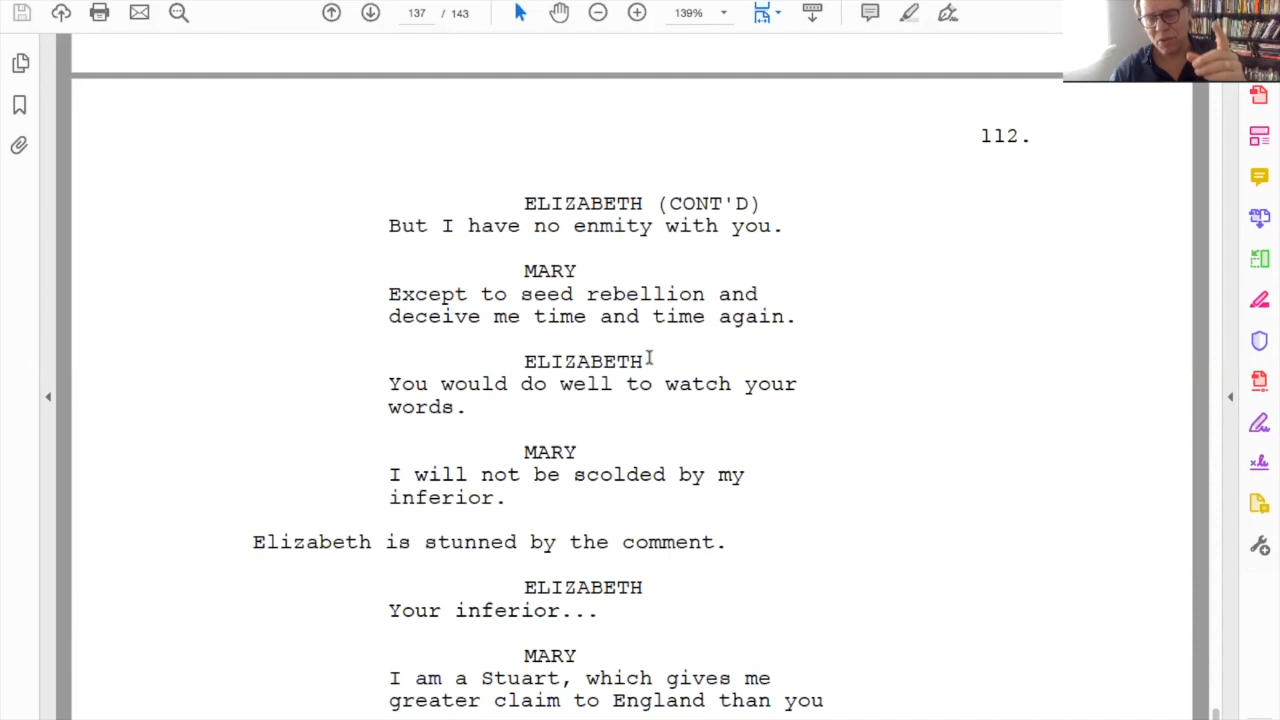 137 / 143
139%
112.
ELIZABETH (CONT'D)
But I have no enmity with you.
MARY
Except to seed rebellion and
deceive me time and time again.
ELIZABETH
You would do well to watch your
words.
MARY
I will not be scolded by my
inferior.
Elizabeth is stunned by the comment.
ELIZABETH
Your inferior...
MARY
I am a Stuart, which gives me
greater claim to England than you